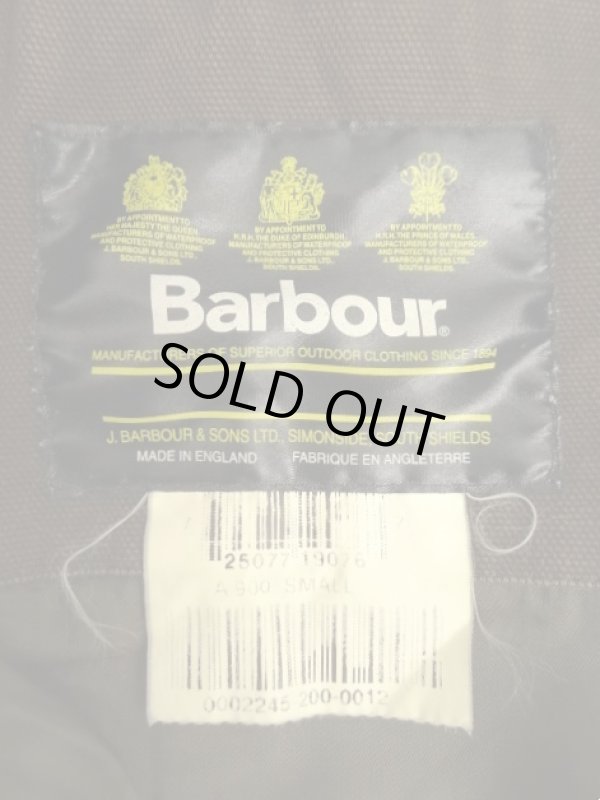 BY APPOINTMENT TO
HER MAJESTY THE QUEEN
MANUFACTURERS OF WATERPROOF
AND PROTECTIVE CLOTHING
J. BARBOUR & SONS LTD.
SOUTH SHIELDS.
BY APPOINTMENT TO
H.R.H. THE DUKE OF EDINBURGH
MANUFACTURERS OF WATERPROOF
AND PROTECTIVE CLOTHING
J. BARBOUR & SONS LTD.
SOUTH SHIELDS.
BY APPOINTMENT TO
H.R.H. THE PRINCE OF WALES
MANUFACTURERS OF WATERPROOF
AND PROTECTIVE CLOTHING
J. BARBOUR & SONS LTD.
SOUTH SHIELDS.
Barbour®
MANUFACTURERS OF SUPERIOR OUTDOOR CLOTHING SINCE 1894
SOLD OUT
J. BARBOUR & SONS LTD., SIMONSIDE, SOUTH SHIELDS
MADE IN ENGLAND FABRIQUE EN ANGLETERRE
7 7
25077 19076
A 900 SMALL
0002245 200-0012